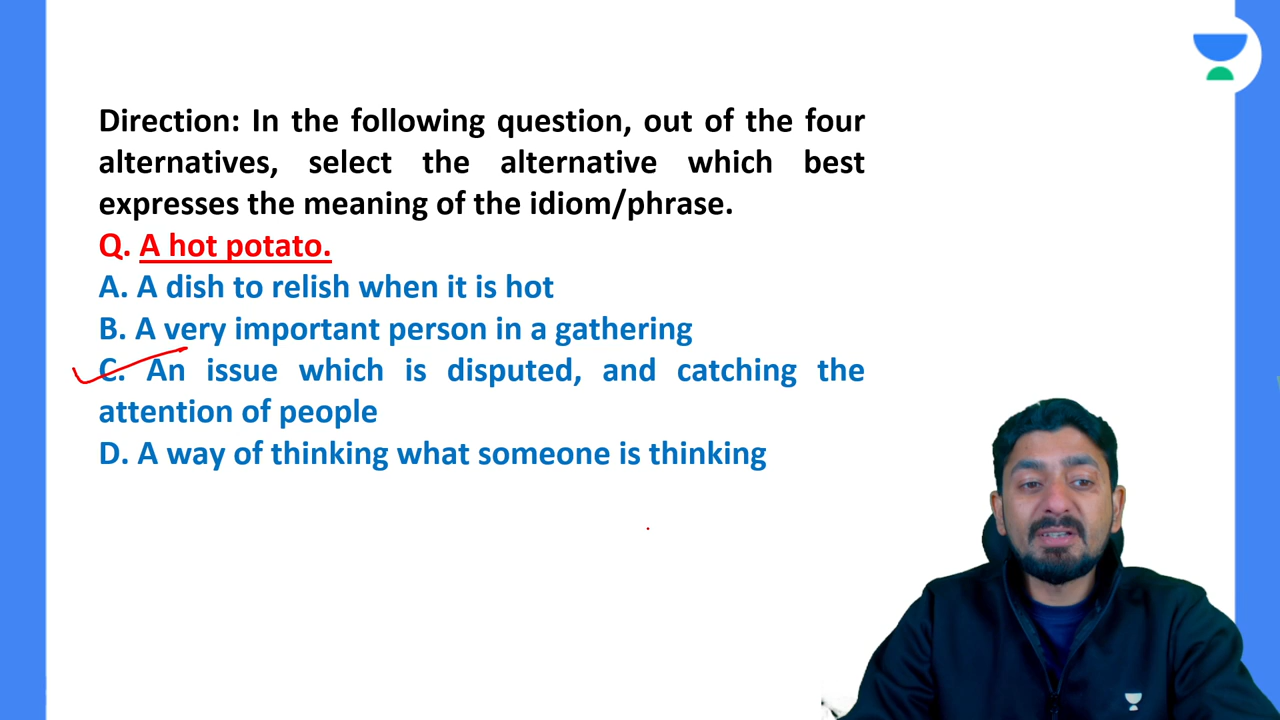 Direction: In the following question, out of the four
alternatives, select the alternative which best
expresses the meaning of the idiom/phrase.
Q. A hot potato.
A. A dish to relish when it is hot
B. A very important person in a gathering
C. An issue which is disputed, and catching the
attention of people
D. A way of thinking what someone is thinking